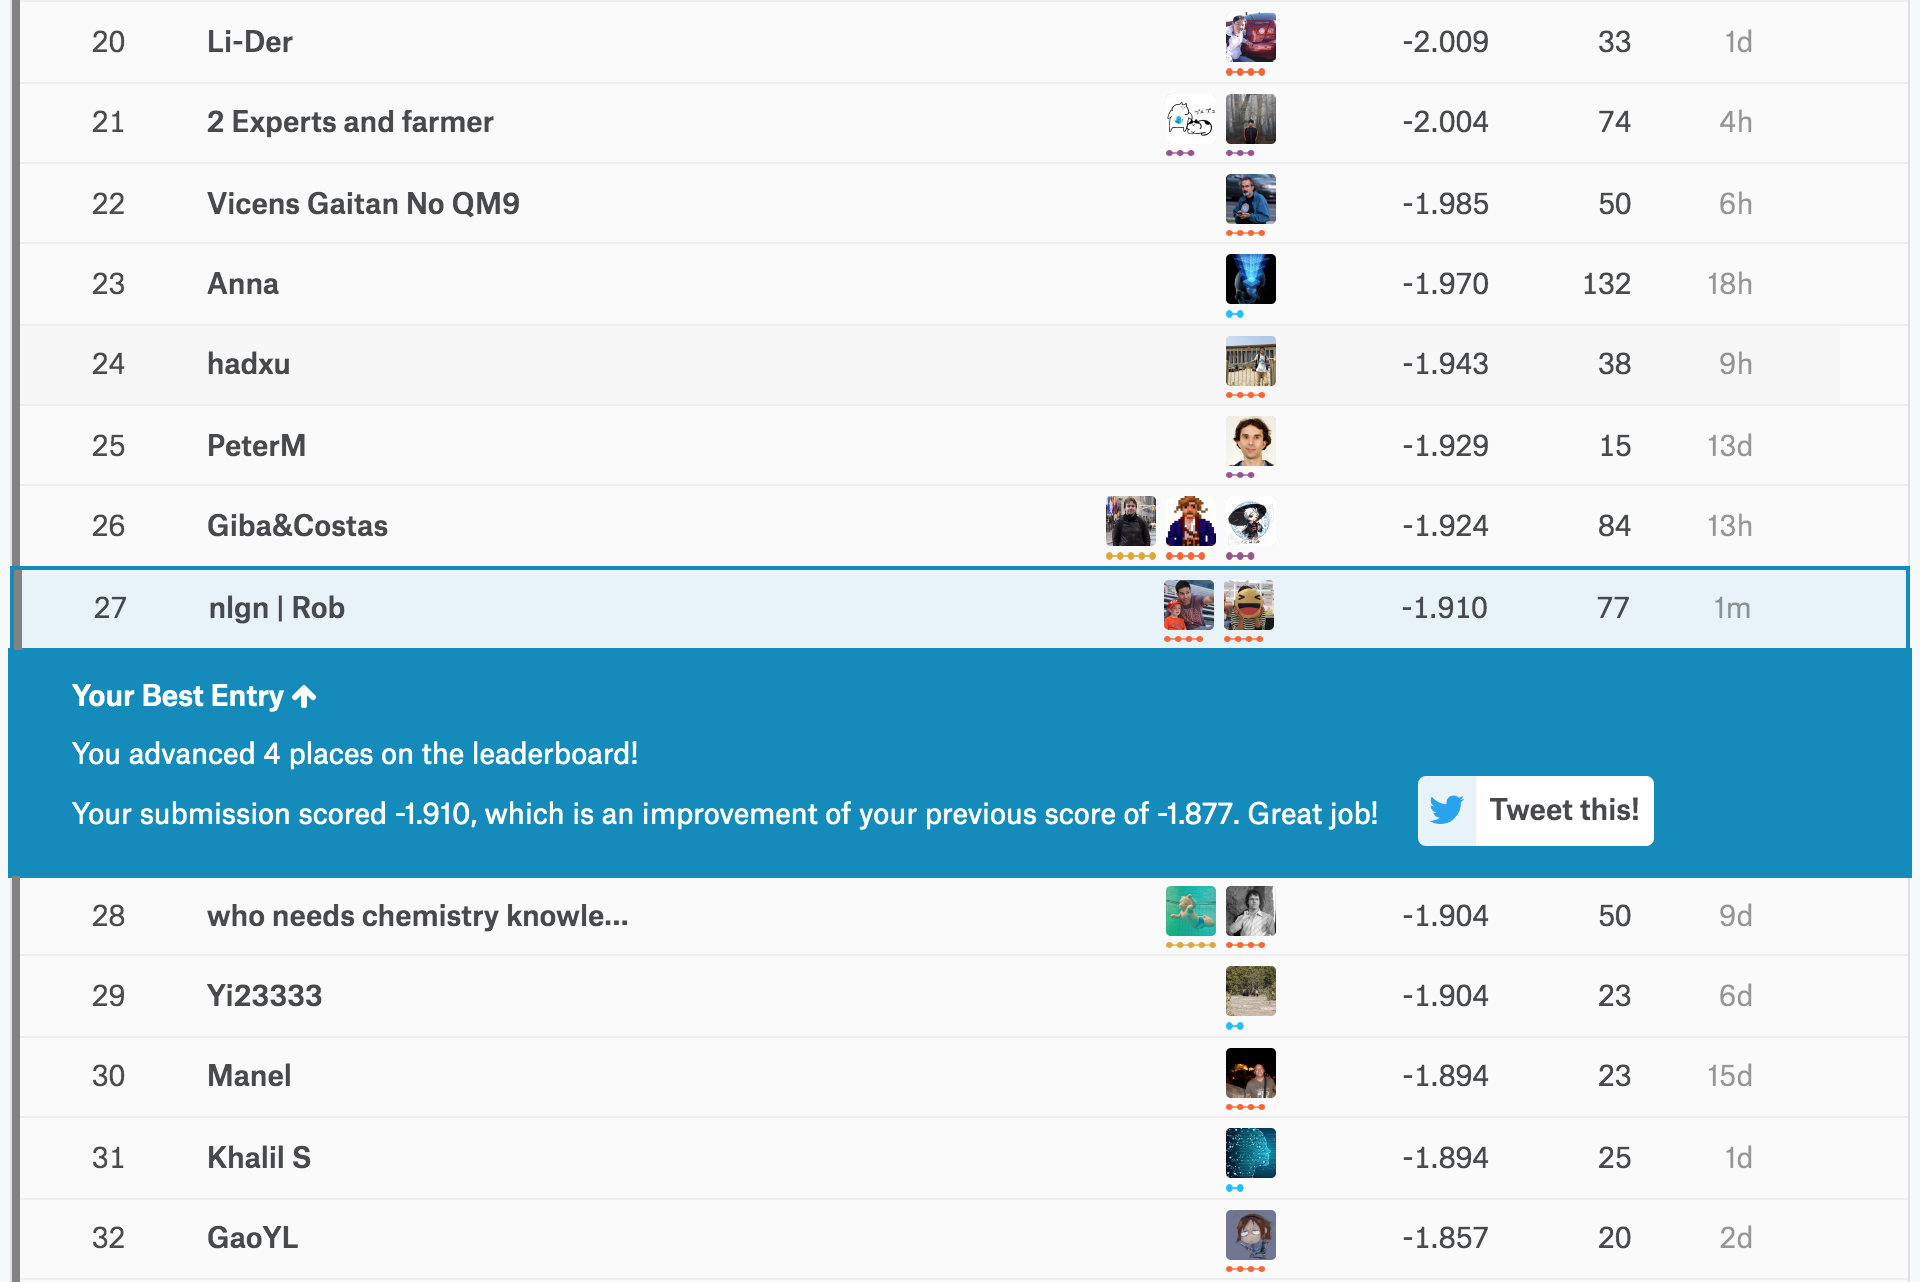 20 Li-Der -2.009 33 1d
21 2 Experts and farmer -2.004 74 4h
22 Vicens Gaitan No QM9 -1.985 50 6h
23 Anna -1.970 132 18h
24 hadxu -1.943 38 9h
25 PeterM -1.929 15 13d
26 Giba&Costas -1.924 84 13h
27 nlgn | Rob -1.910 77 1m
Your Best Entry
You advanced 4 places on the leaderboard!
Your submission scored -1.910, which is an improvement of your previous score of -1.877. Great job!
Tweet this!
28 who needs chemistry knowle... -1.904 50 9d
29 Yi23333 -1.904 23 6d
30 Manel -1.894 23 15d
31 Khalil S -1.894 25 1d
32 GaoYL -1.857 20 2d